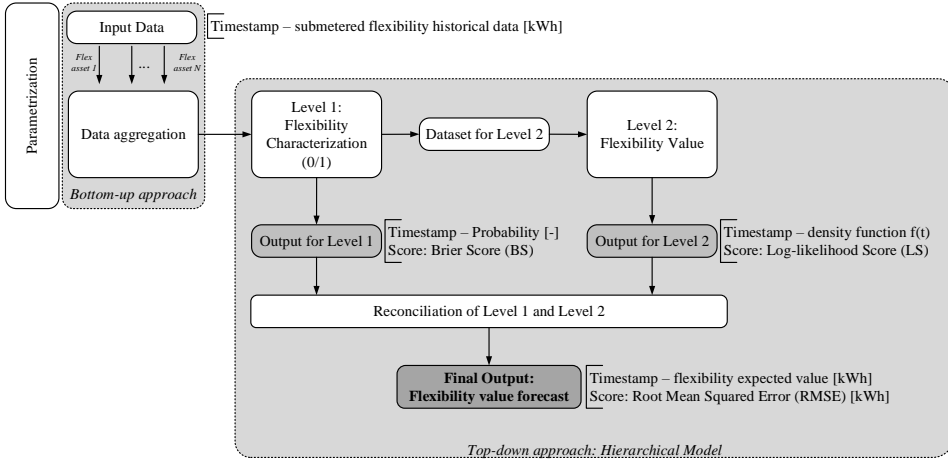 Parametrization
Input Data
Timestamp – submetered flexibility historical data [kWh]
Flex
asset 1
...
Flex
asset N
Data aggregation
Bottom-up approach
Level 1:
Flexibility
Characterization
(0/1)
Dataset for Level 2
Level 2:
Flexibility Value
Output for Level 1
Timestamp – Probability [-]
Score: Brier Score (BS)
Output for Level 2
Timestamp – density function f(t)
Score: Log-likelihood Score (LS)
Reconciliation of Level 1 and Level 2
Final Output:
Flexibility value forecast
Timestamp – flexibility expected value [kWh]
Score: Root Mean Squared Error (RMSE) [kWh]
Top-down approach: Hierarchical Model